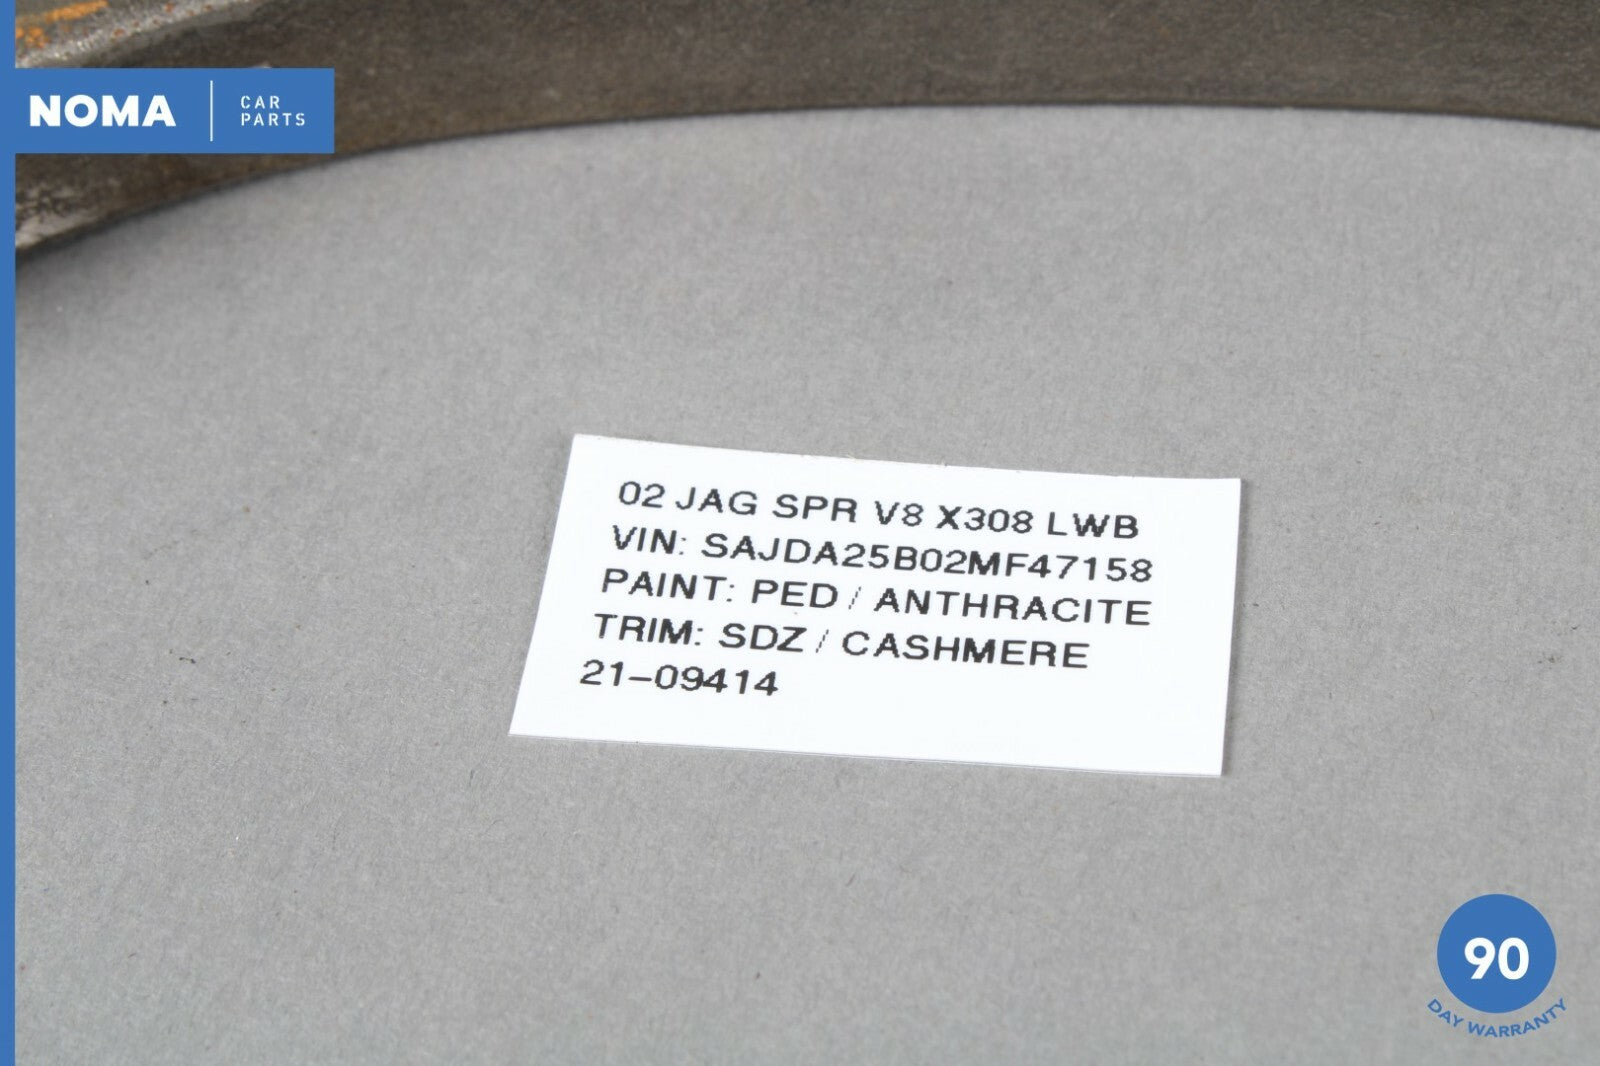 NOMA
CAR
PARTS
02 JAG SPR V8 X308 LWB
VIN: SAJDA25B02MF47158
PAINT: PED / ANTHRACITE
TRIM: SDZ / CASHMERE
21-09414
90
DAY WARRANTY